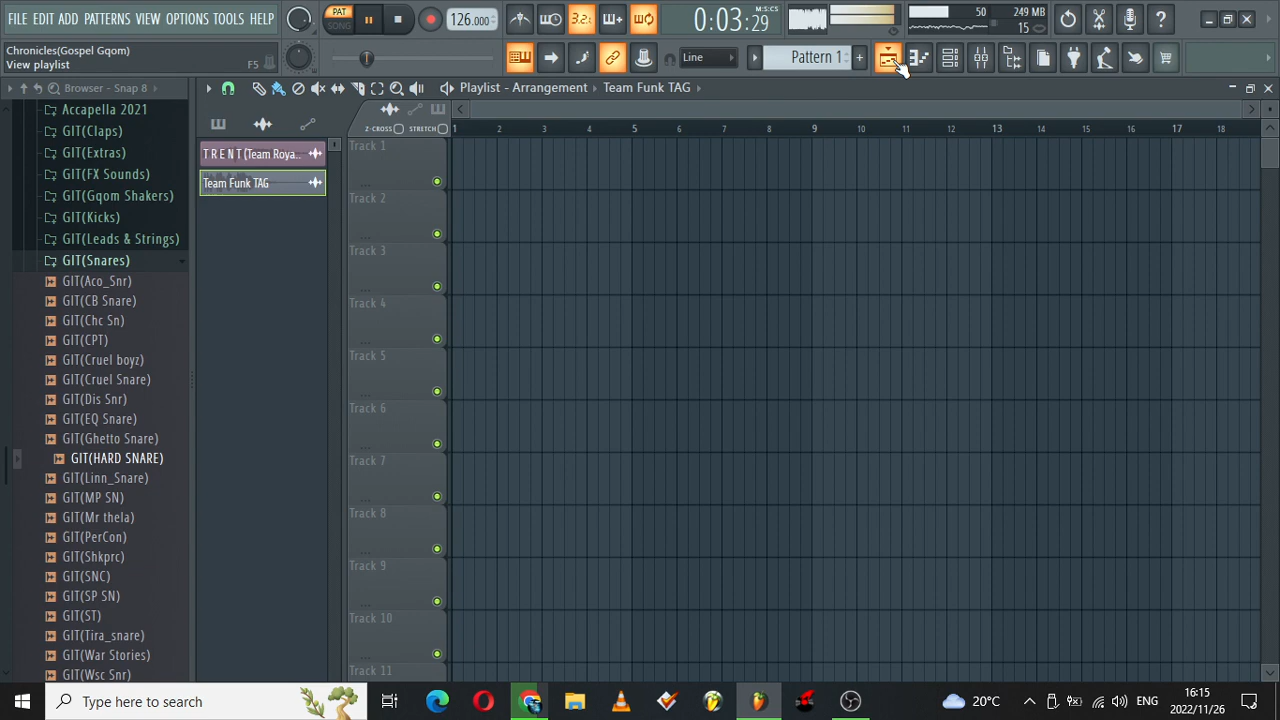 FILE EDIT PATTERNS VIEW OPTIONS TOOLS HELP
PAT
SONG
3.2
126.000
0:03:29
M:S:CS
50
249 MB
15
Chronicles(Gospel Gqom)
View playlist
F5
Line
Pattern 1
Browser - Snap 8
Playlist - Arrangement
Team Funk TAG
Z-CROSS
STRETCH
1 2 3 4 5 6 7 8 9 10 11 12 13 14 15 16 17 18
Accapella 2021
GIT(Claps)
GIT(Extras)
GIT(FX Sounds)
GIT(Gqom Shakers)
GIT(Kicks)
GIT(Leads & Strings)
GIT(Snares)
GIT(Aco_Snr)
GIT(CB Snare)
GIT(Chc Sn)
GIT(CPT)
GIT(Cruel boyz)
GIT(Cruel Snare)
GIT(Dis Snr)
GIT(EQ Snare)
GIT(Ghetto Snare)
GIT(HARD SNARE)
GIT(Linn_Snare)
GIT(MP SN)
GIT(Mr thela)
GIT(PerCon)
GIT(Shkprc)
GIT(SNC)
GIT(SP SN)
GIT(ST)
GIT(Tira_snare)
GIT(War Stories)
GIT(Wsc Snr)
T R E N T (Team Roya..
Team Funk TAG
Track 1
...
Track 2
...
Track 3
...
Track 4
...
Track 5
...
Track 6
...
Track 7
...
Track 8
...
Track 9
...
Track 10
...
Track 11
Type here to search
20°C
ENG
16:15
2022/11/26